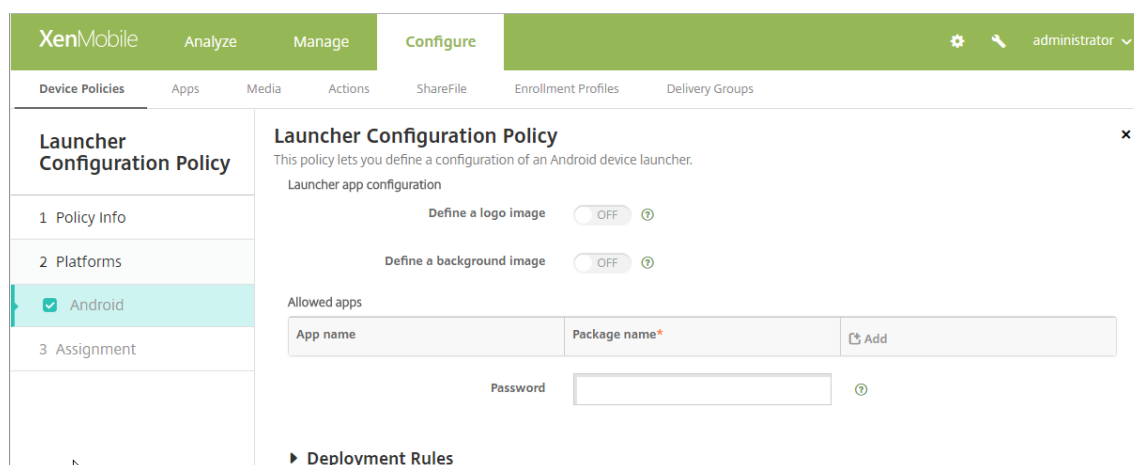 XenMobile Analyze Manage Configure administrator
Device Policies Apps Media Actions ShareFile Enrollment Profiles Delivery Groups
Launcher
Configuration Policy
1 Policy Info
2 Platforms
Android
3 Assignment
Launcher Configuration Policy
This policy lets you define a configuration of an Android device launcher.
Launcher app configuration
Define a logo image OFF
Define a background image OFF
Allowed apps
App name Package name* Add
Password
Deployment Rules